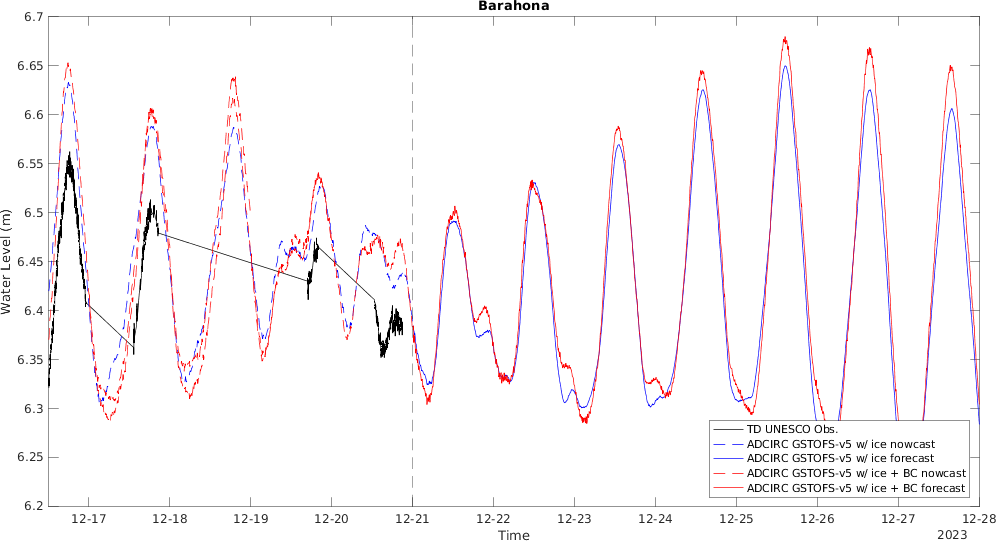 Barahona
6.7
6.65
6.6
6.55
6.5
6.45
6.4
6.35
6.3
6.25
6.2
Water Level (m)
TD UNESCO Obs.
ADCIRC GSTOFS-v5 w/ ice nowcast
ADCIRC GSTOFS-v5 w/ ice forecast
ADCIRC GSTOFS-v5 w/ ice + BC nowcast
ADCIRC GSTOFS-v5 w/ ice + BC forecast
12-17 12-18 12-19 12-20 12-21 12-22 12-23 12-24 12-25 12-26 12-27 12-28
Time
2023